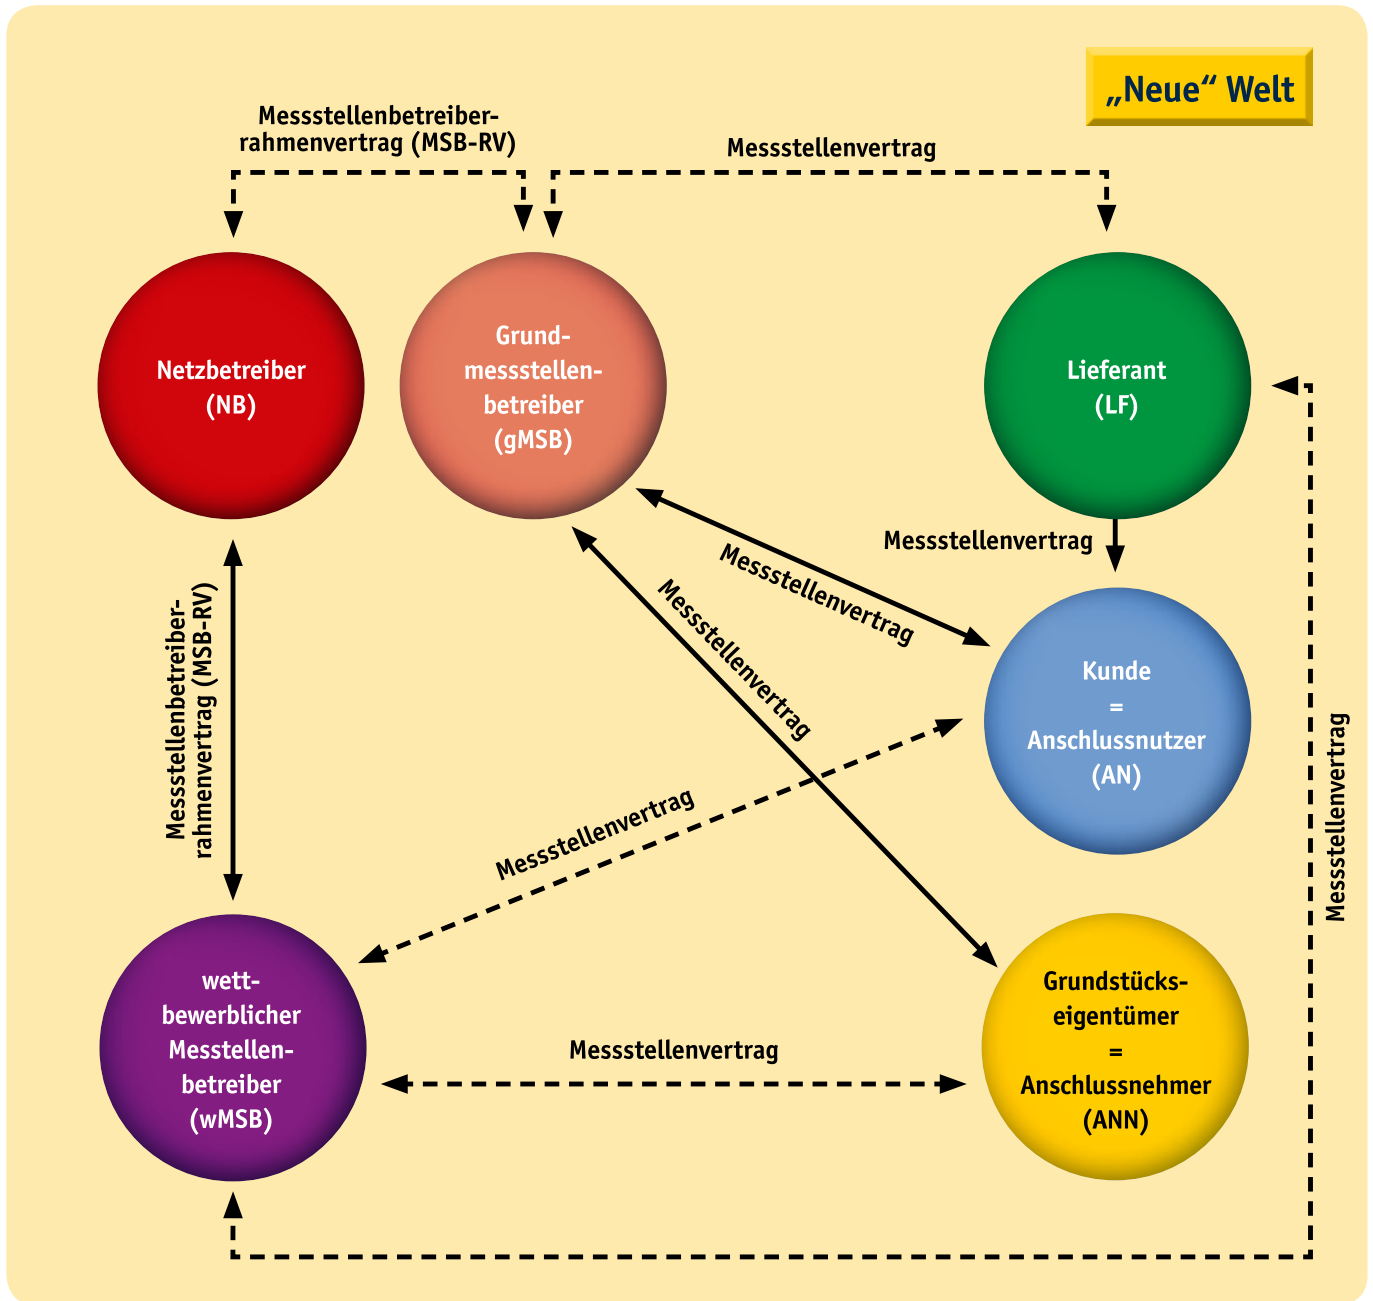 „Neue“ Welt
Messstellenbetreiber-
rahmenvertrag (MSB-RV)
Messstellenvertrag
Netzbetreiber
(NB)
Grund-
messstellen-
betreiber
(gMSB)
Lieferant
(LF)
Messstellenvertrag
Messstellenvertrag
Messstellenvertrag
Messstellenbetreiber-
rahmenvertrag (MSB-RV)
Kunde
=
Anschlussnutzer
(AN)
Messstellenvertrag
Messstellenvertrag
wett-
bewerblicher
Messtellen-
betreiber
(wMSB)
Messstellenvertrag
Grundstücks-
eigentümer
=
Anschlussnehmer
(ANN)